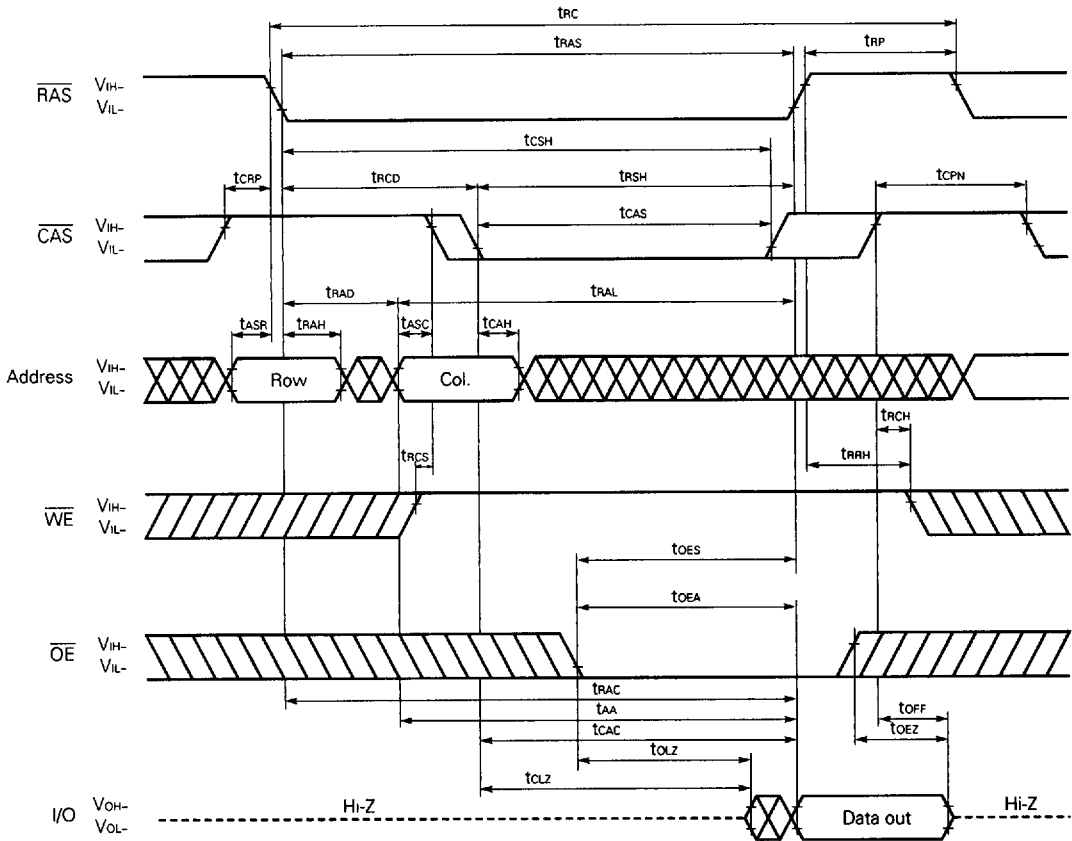 tRC
tRAS
tRP
RAS
VIH-
VIL-
tCSH
tCRP
tRCD
tRSH
tCPN
tCAS
CAS
VIH-
VIL-
tRAD
tRAL
tASR
tRAH
tASC
tCAH
Address
VIH-
VIL-
Row
Col.
tRCH
tRCS
tRRH
WE
VIH-
VIL-
tOES
tOEA
OE
VIH-
VIL-
tRAC
tAA
tOFF
tCAC
tOEZ
tOLZ
tCLZ
I/O
VOH-
VOL-
Hi-Z
Data out
Hi-Z